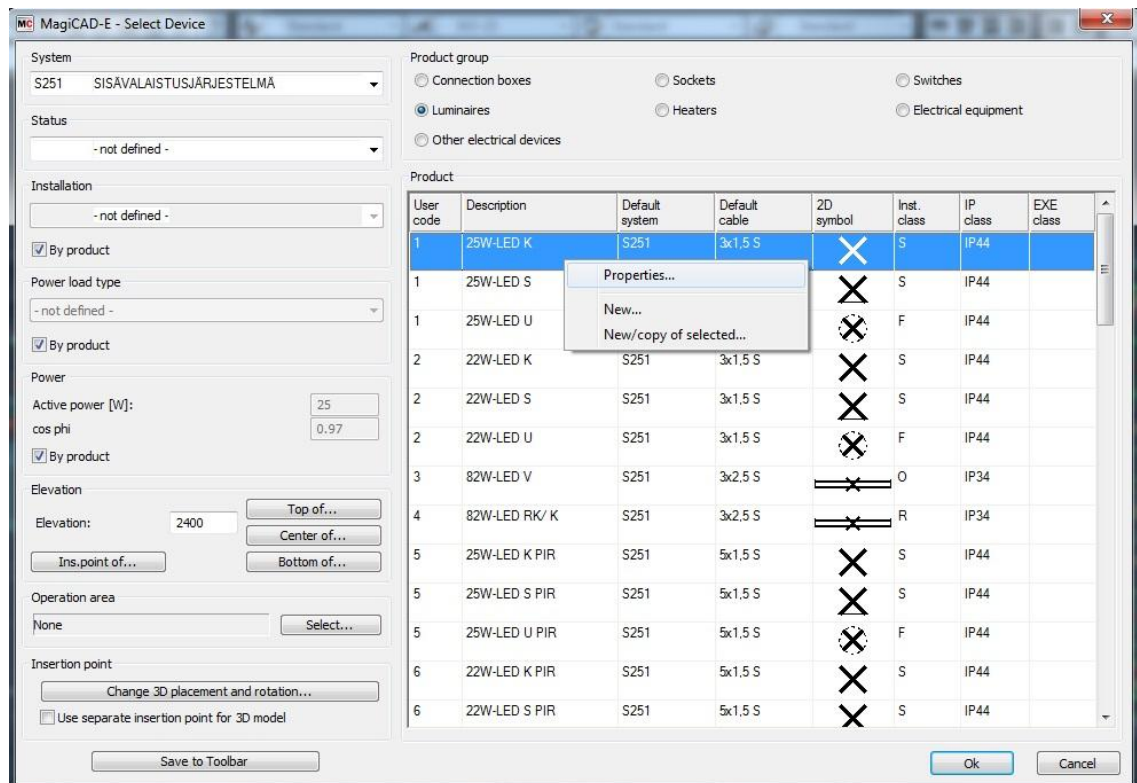 MC MagiCAD-E - Select Device
System
S251 SISÄVALAISTUSJÄRJESTELMÄ
Status
- not defined -
Installation
- not defined -
By product
Power load type
- not defined -
By product
Power
Active power [W]: 25
cos phi 0.97
By product
Elevation
Elevation: 2400
Top of...
Center of...
Ins.point of... Bottom of...
Operation area
None Select...
Insertion point
Change 3D placement and rotation...
Use separate insertion point for 3D model
Save to Toolbar
Product group
Connection boxes Sockets Switches
Luminaires Heaters Electrical equipment
Other electrical devices
Product
User Description Default Default 2D Inst. IP EXE
code system cable symbol class class class
1 25W-LED K S251 3x1,5 S S IP44
1 25W-LED S S IP44
1 25W-LED U F IP44
2 22W-LED K S251 3x1,5 S S IP44
2 22W-LED S S251 3x1,5 S S IP44
2 22W-LED U S251 3x1,5 S F IP44
3 82W-LED V S251 3x2,5 S O IP34
4 82W-LED RK/ K S251 3x2,5 S R IP34
5 25W-LED K PIR S251 5x1,5 S S IP44
5 25W-LED S PIR S251 5x1,5 S S IP44
5 25W-LED U PIR S251 5x1,5 S F IP44
6 22W-LED K PIR S251 5x1,5 S S IP44
6 22W-LED S PIR S251 5x1,5 S S IP44
Properties...
New...
New/copy of selected...
Ok Cancel